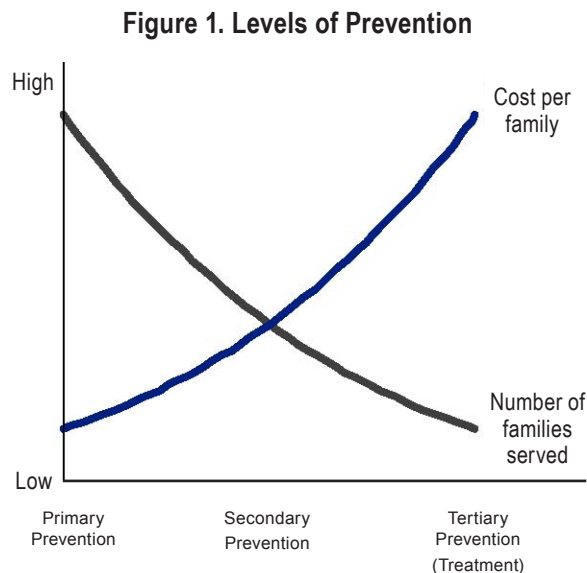 Figure 1. Levels of Prevention
High
Cost per
family
Number of
families
served
Low
Primary
Prevention
Secondary
Prevention
Tertiary
Prevention
(Treatment)